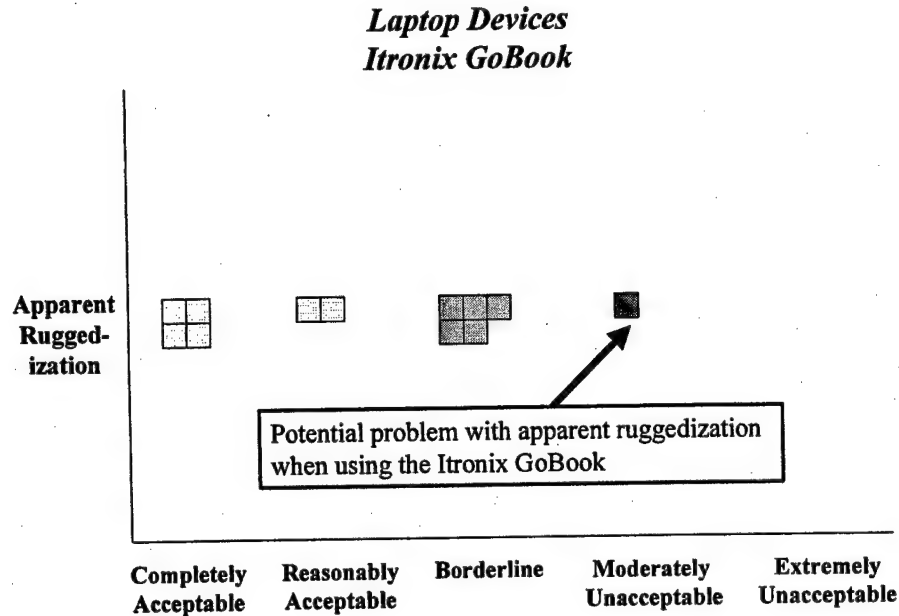 Laptop Devices
Itronix GoBook
Apparent
Rugged-
ization
Potential problem with apparent ruggedization
when using the Itronix GoBook
Completely
Acceptable
Reasonably
Acceptable
Borderline
Moderately
Unacceptable
Extremely
Unacceptable